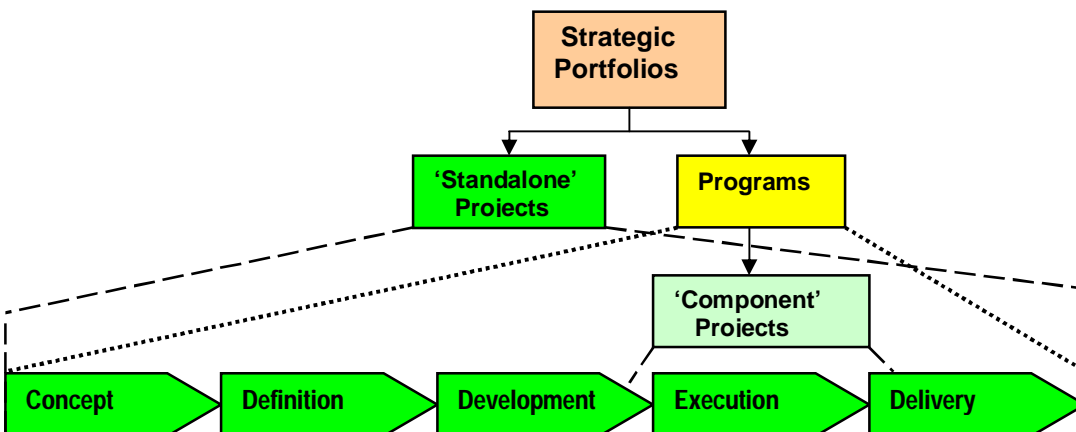 Strategic
Portfolios
‘Standalone’
Projects
Programs
‘Component’
Projects
Concept
Definition
Development
Execution
Delivery